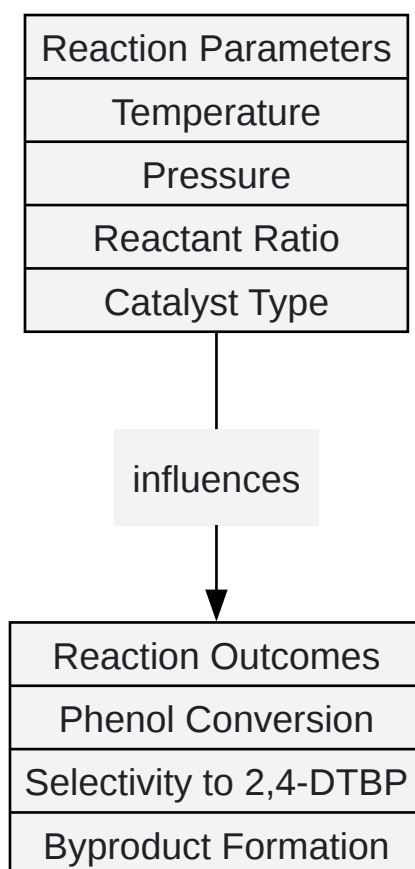 Reaction Parameters
Temperature
Pressure
Reactant Ratio
Catalyst Type
influences
Reaction Outcomes
Phenol Conversion
Selectivity to 2,4-DTBP
Byproduct Formation